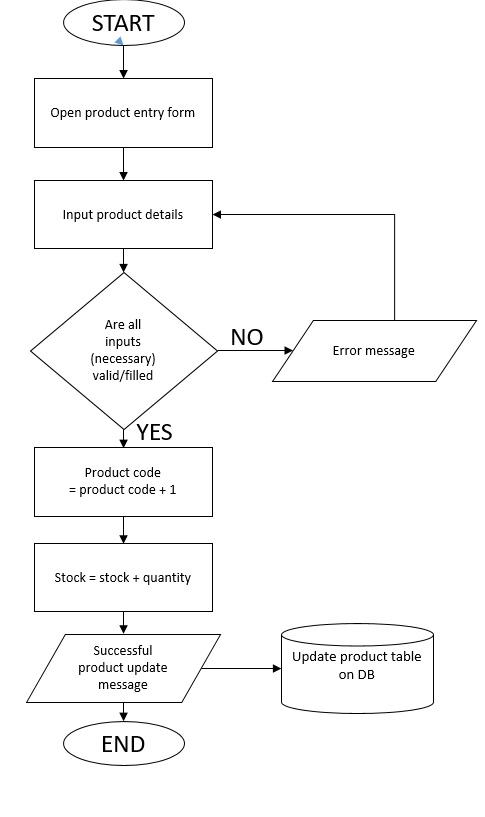 START
Open product entry form
Input product details
Are all
inputs
(necessary)
valid/filled
NO
Error message
YES
Product code
= product code + 1
Stock = stock + quantity
Successful
product update
message
Update product table
on DB
END